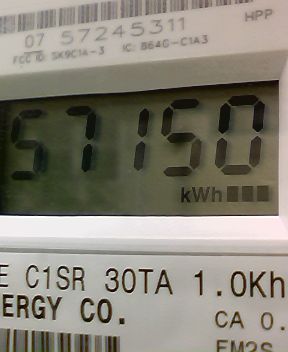 HPP
07 57245311
FCC ID: SK9C1A-3 IC: 864G-C1A3
57150
kWh
E C1SR 30TA 1.0Kh
ERGY CO.
CA 0.
EM2S